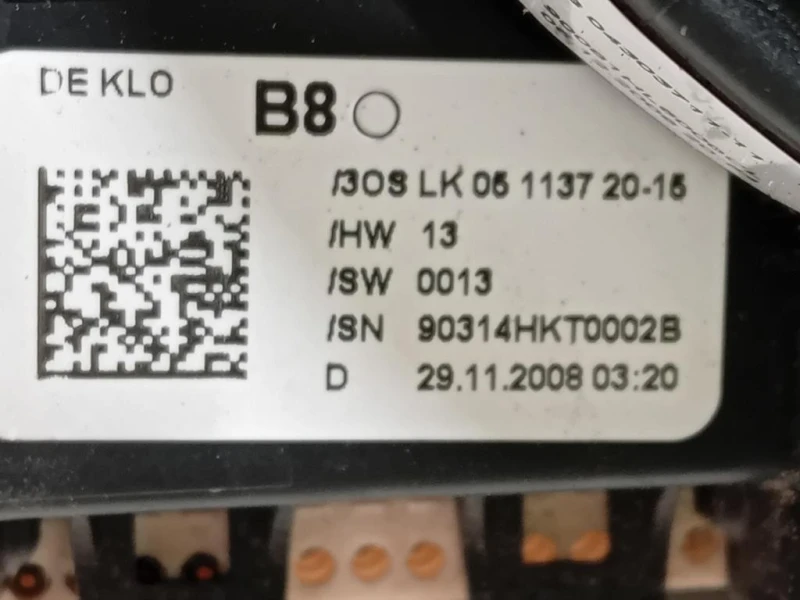 DE KLO
B8
/3OS LK 05 1137 20-15
/HW 13
/SW 0013
/SN 90314HKT0002B
D 29.11.2008 03:20